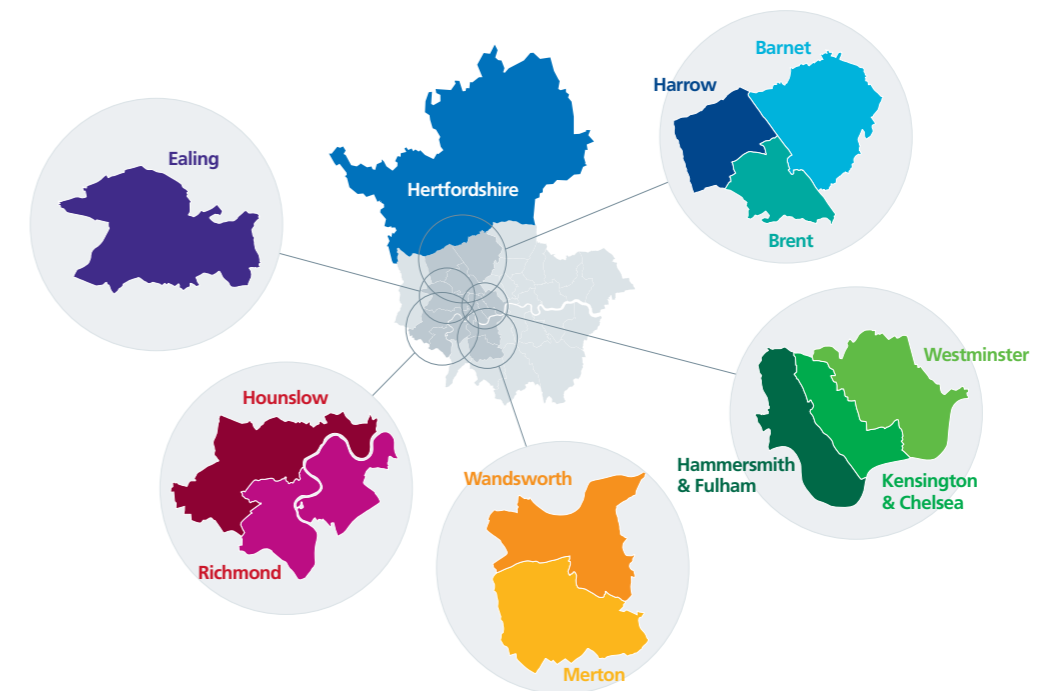 Barnet
Harrow
Ealing
Hertfordshire
Brent
Westminster
Hounslow
Hammersmith
& Fulham
Kensington
& Chelsea
Wandsworth
Richmond
Merton